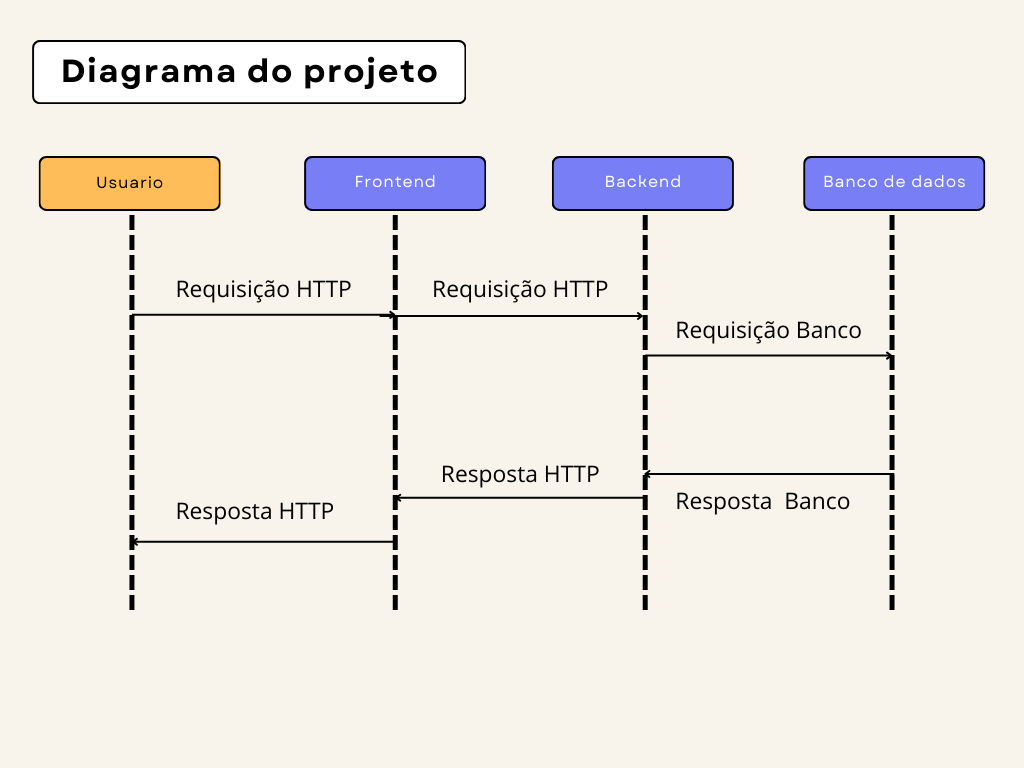 Diagrama do projeto
Usuario
Frontend
Backend
Banco de dados
Requisição HTTP
Requisição HTTP
Requisição Banco
Resposta HTTP
Resposta  Banco
Resposta HTTP